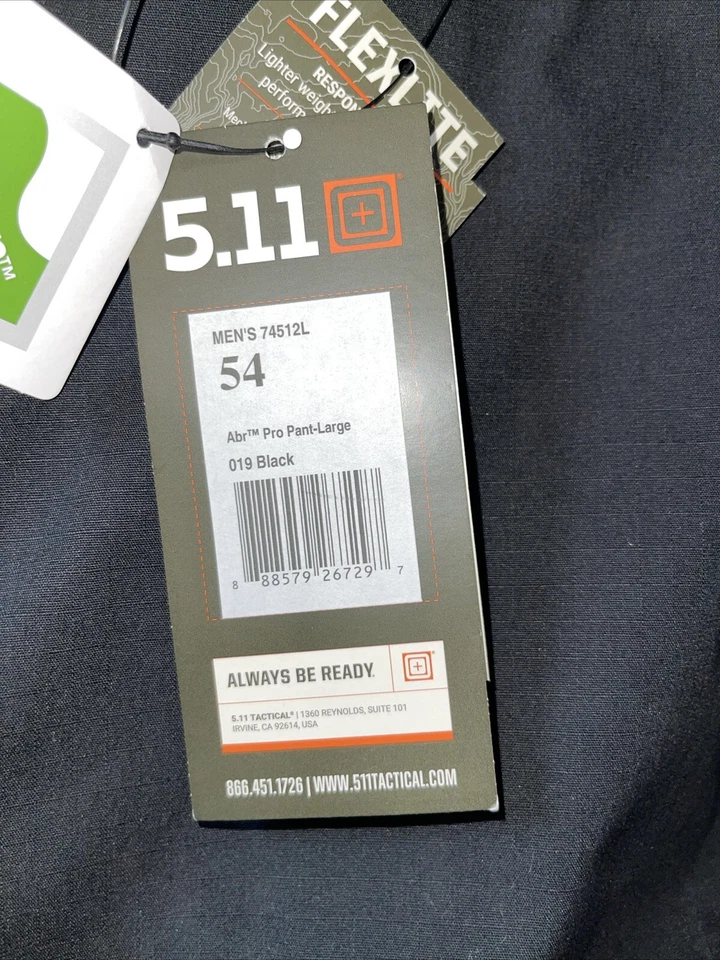 FLEXLITE
RESPON
Lighter weigh
perform
5.11
MEN'S 74512L
54
Abr™ Pro Pant-Large
019 Black
8 88579 26729 7
ALWAYS BE READY.®
5.11 TACTICAL® | 1360 REYNOLDS, SUITE 101
IRVINE, CA 92614, USA
866.451.1726 | WWW.511TACTICAL.COM